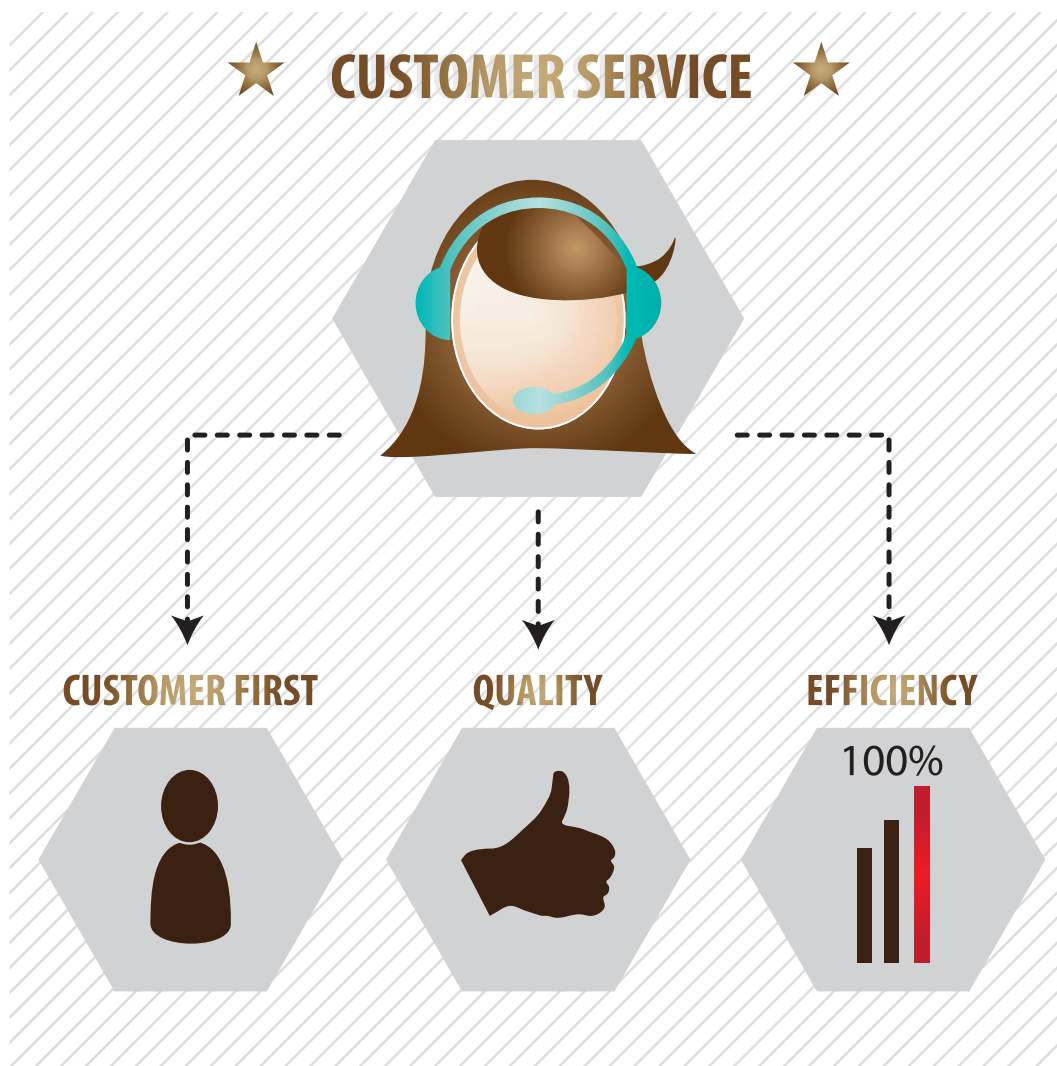 CUSTOMER SERVICE
CUSTOMER FIRST
QUALITY
EFFICIENCY
100%